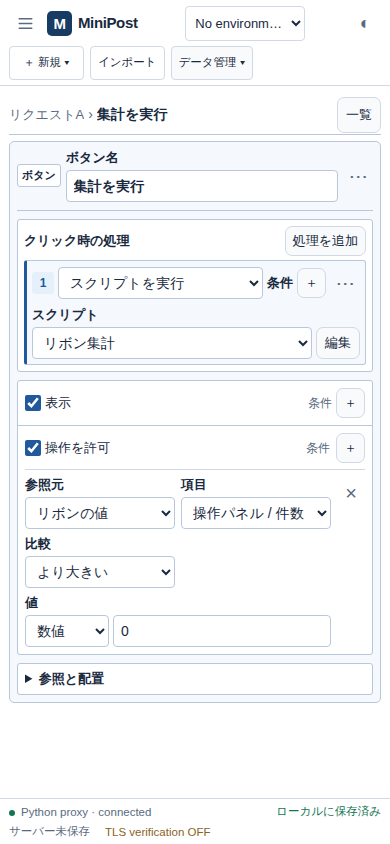 M MiniPost No environm…
＋ 新規 ▾ インポート データ管理 ▾
リクエストA › 集計を実行 一覧
ボタン名
ボタン 集計を実行 ···
クリック時の処理 処理を追加
1 スクリプトを実行 条件 ＋ ···
スクリプト
リボン集計 編集
表示 条件 ＋
操作を許可 条件 ＋
参照元 項目 ×
リボンの値 操作パネル / 件数
比較
より大きい
値
数値 0
▶ 参照と配置
Python proxy · connected ローカルに保存済み
サーバー未保存 TLS verification OFF